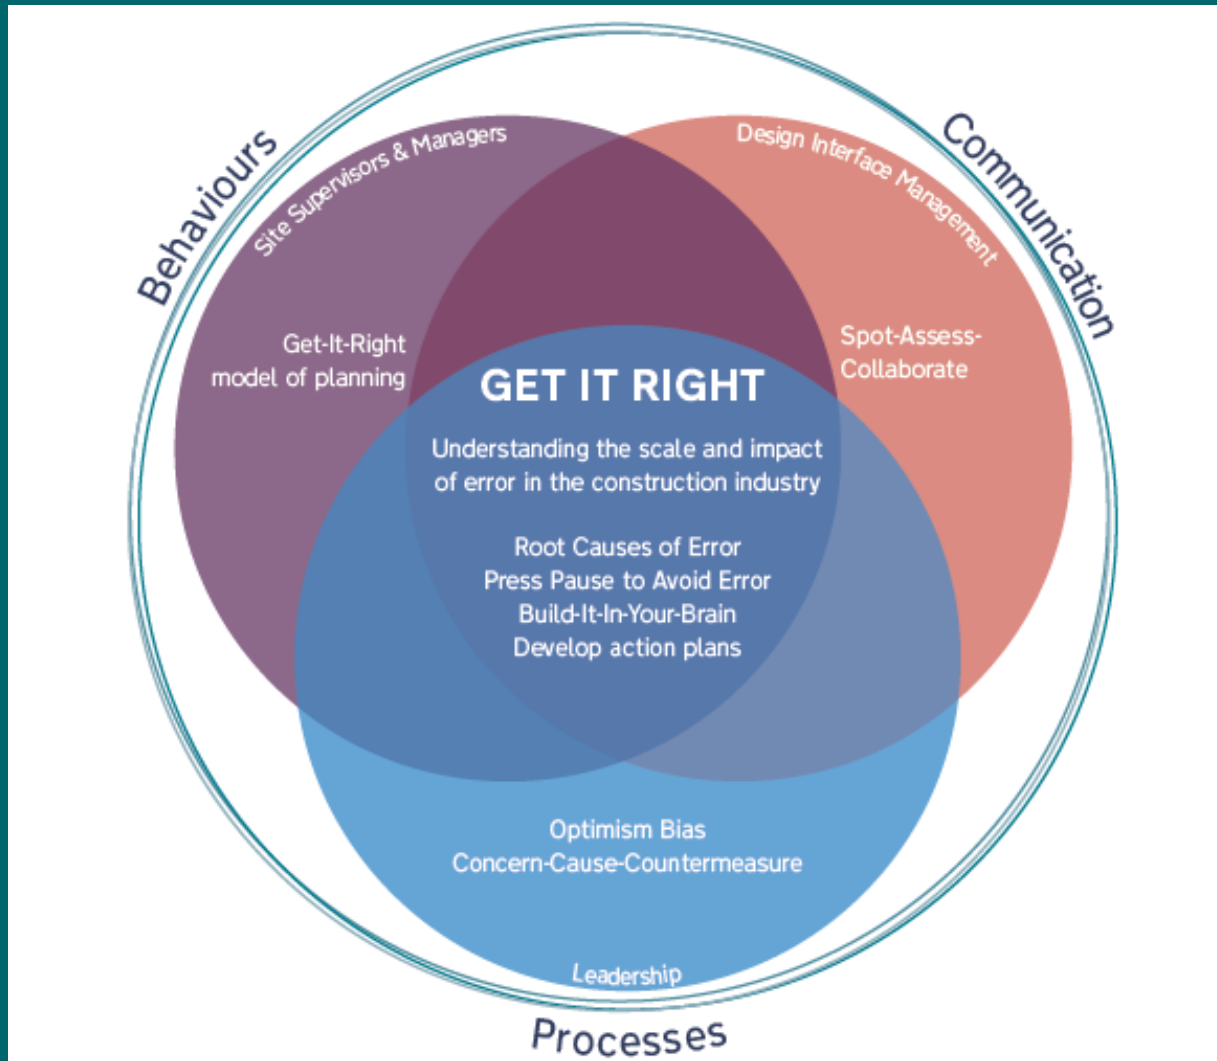 Behaviours
Communication
Site Supervisors & Managers
Design Interface Management
Get-It-Right
model of planning
Spot-Assess-
Collaborate
GET IT RIGHT
Understanding the scale and impact
of error in the construction industry
Root Causes of Error
Press Pause to Avoid Error
Build-It-In-Your-Brain
Develop action plans
Optimism Bias
Concern-Cause-Countermeasure
Leadership
Processes